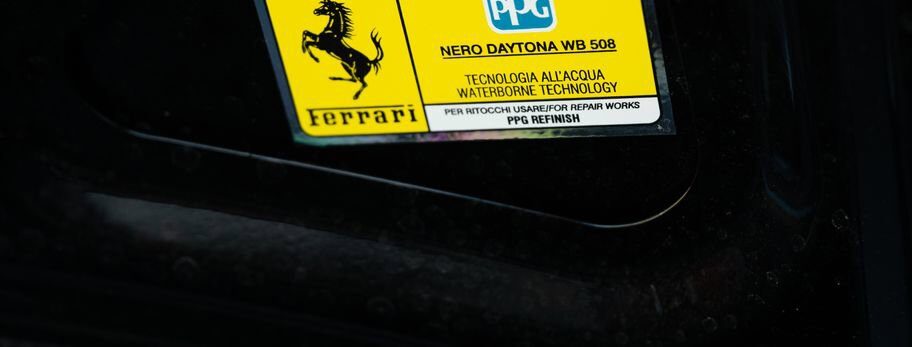 PPG
NERO DAYTONA WB 508
TECNOLOGIA ALL'ACQUA
WATERBORNE TECHNOLOGY
Ferrari
PER RITOCCHI USARE/FOR REPAIR WORKS
PPG REFINISH